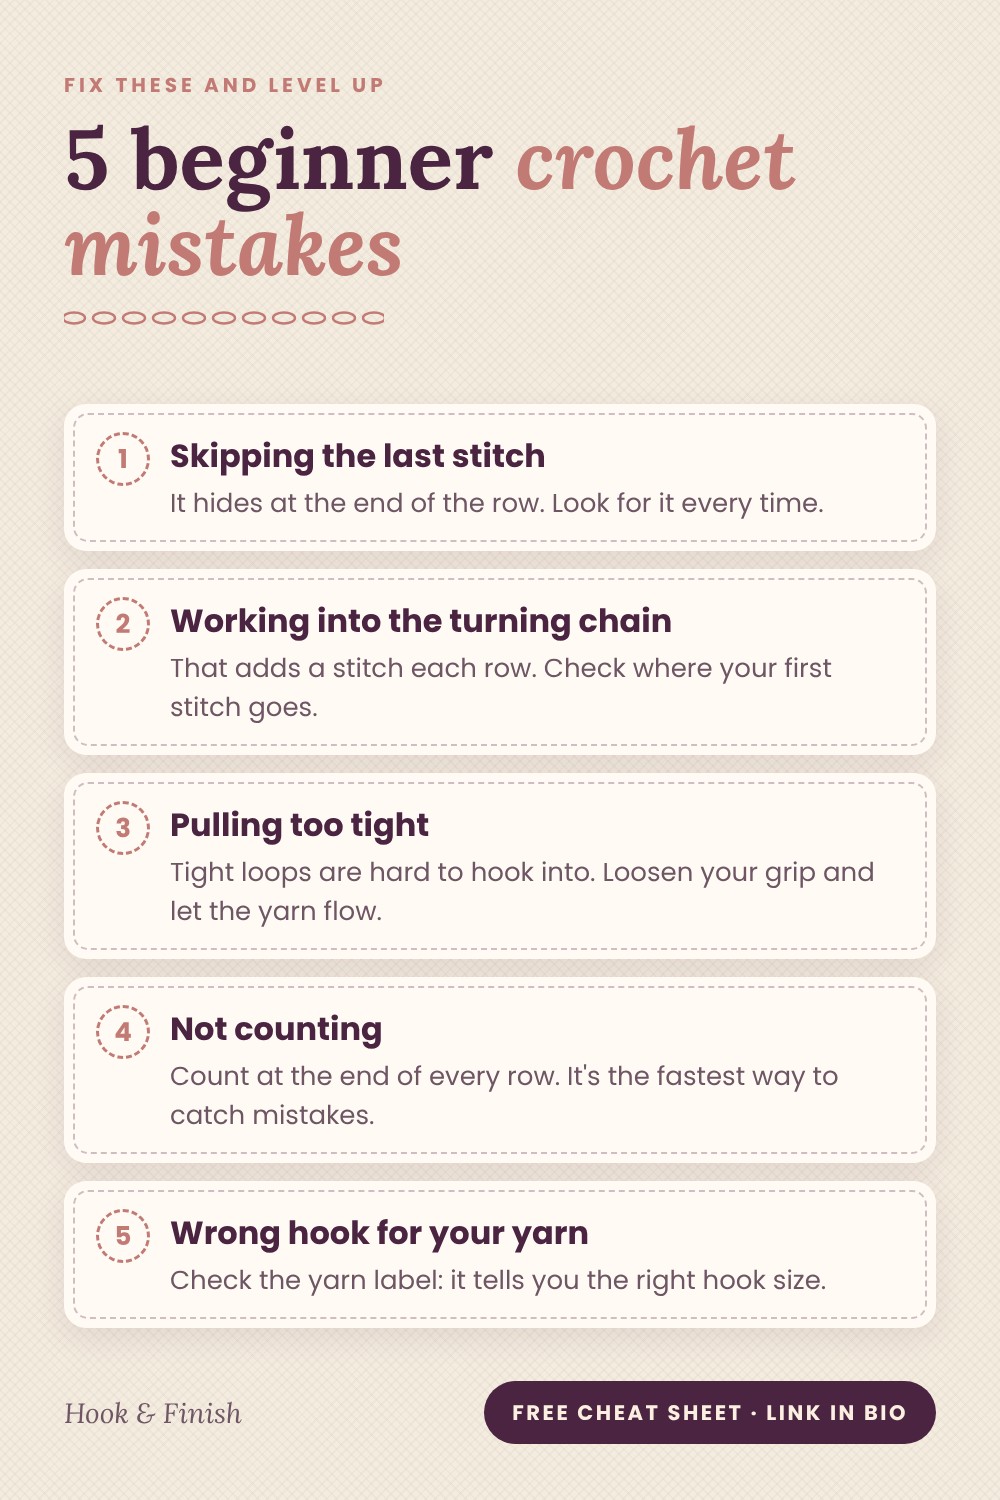 FIX THESE AND LEVEL UP
5 beginner crochet
mistakes
1
Skipping the last stitch
It hides at the end of the row. Look for it every time.
2
Working into the turning chain
That adds a stitch each row. Check where your first
stitch goes.
3
Pulling too tight
Tight loops are hard to hook into. Loosen your grip and
let the yarn flow.
4
Not counting
Count at the end of every row. It's the fastest way to
catch mistakes.
5
Wrong hook for your yarn
Check the yarn label: it tells you the right hook size.
Hook & Finish
FREE CHEAT SHEET · LINK IN BIO